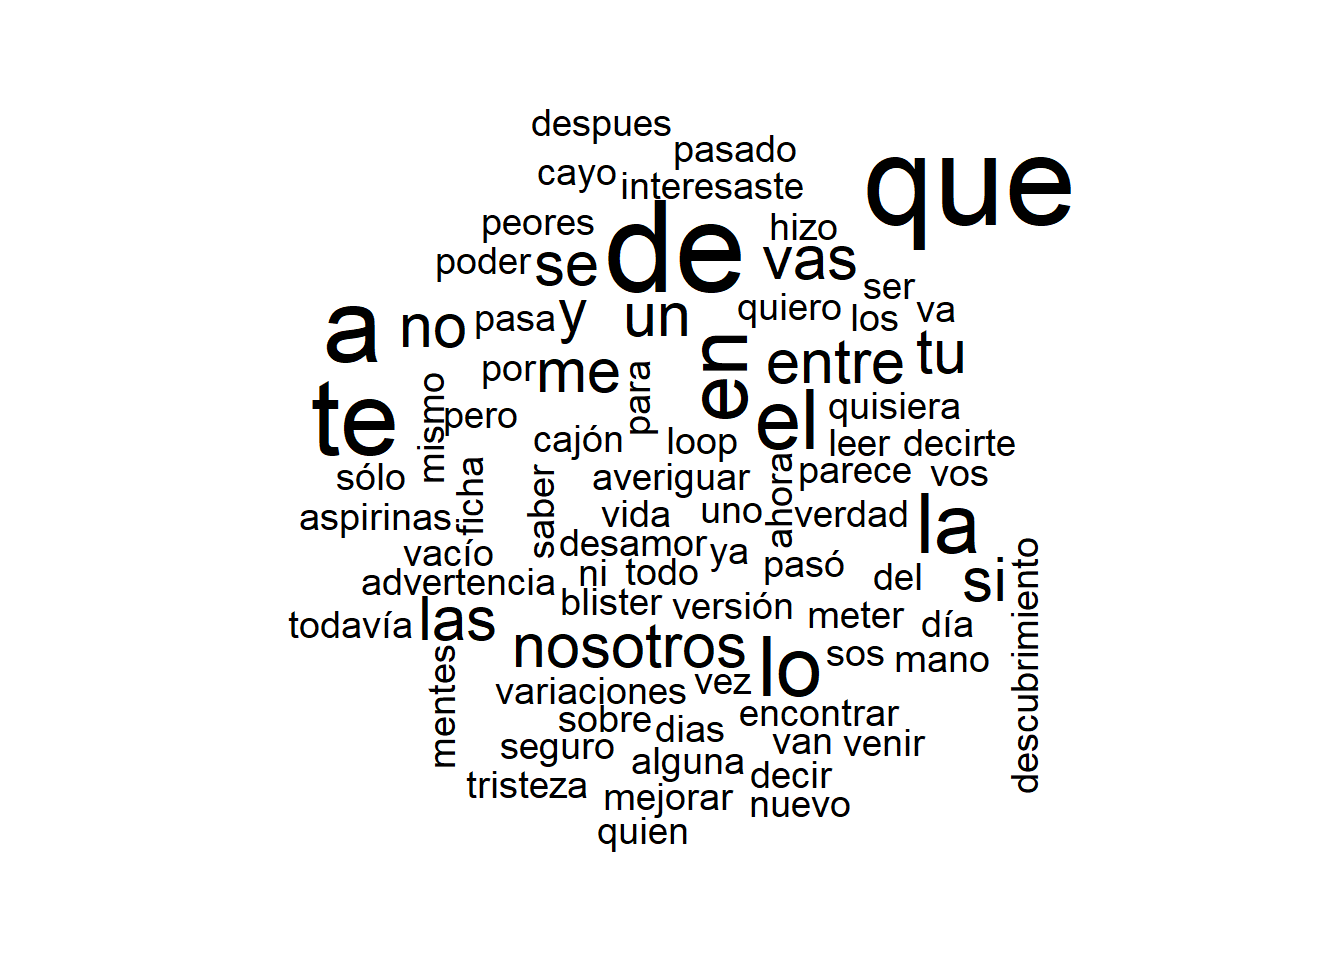 despues
pasado
que
cayo
interesaste
peores
de
hizo
poder
se
vas
ser
a
no
pasa
y
un
quiero
los
va
en
por
me
para
entre
tu
te
mismo
pero
el
quisiera
cajón
loop
leer
decirte
sólo
ficha
saber
averiguar
ahora
parece
vos
aspirinas
vida
uno
verdad
la
vacío
desamor
ya
pasó
del
si
descubrimiento
advertencia
ni
todo
blister
versión
meter
día
todavía
las
nosotros
lo
sos
mano
mentes
variaciones
vez
sobre
dias
encontrar
seguro
alguna
van
venir
tristeza
decir
mejorar
nuevo
quien